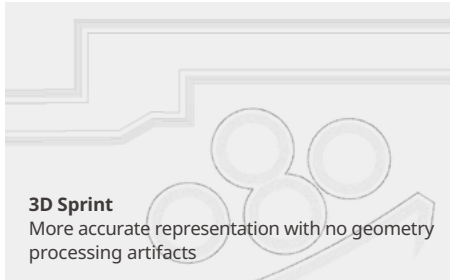 3D Sprint
More accurate representation with no geometry
processing artifacts